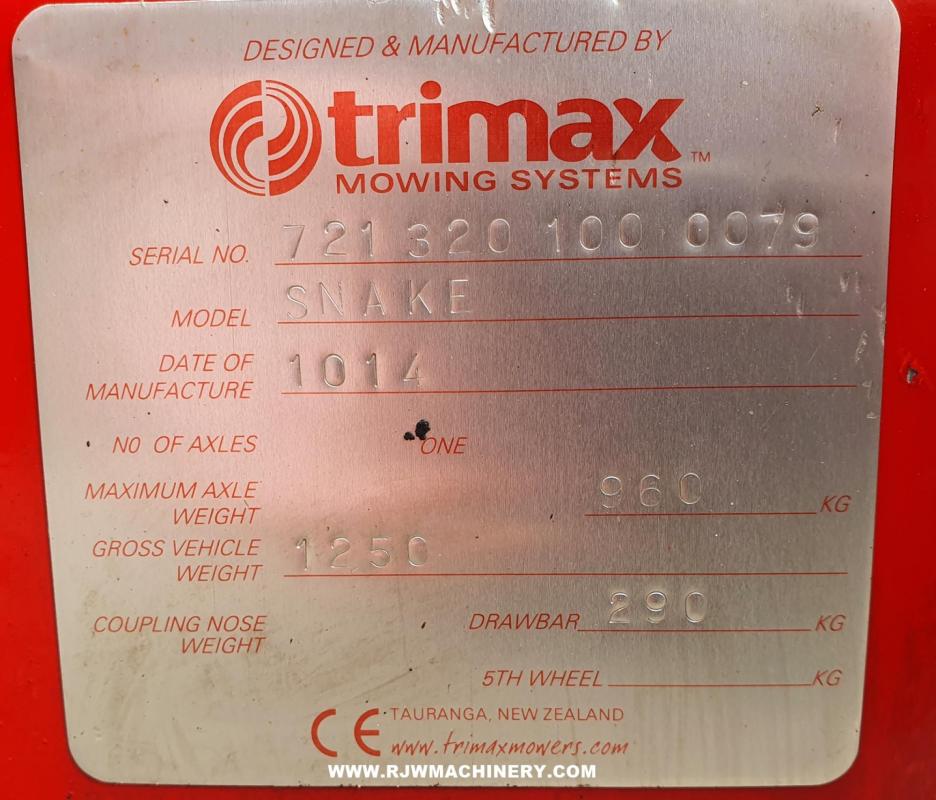 DESIGNED & MANUFACTURED BY
trimax ™
MOWING SYSTEMS
SERIAL NO. 721 320 100 0079
MODEL SNAKE
DATE OF
MANUFACTURE 1014
N0 OF AXLES ONE
MAXIMUM AXLE
WEIGHT 960 KG
GROSS VEHICLE
WEIGHT 1250
COUPLING NOSE
WEIGHT DRAWBAR 290 KG
5TH WHEEL KG
CE TAURANGA, NEW ZEALAND
www.trimaxmowers.com
WWW.RJWMACHINERY.COM